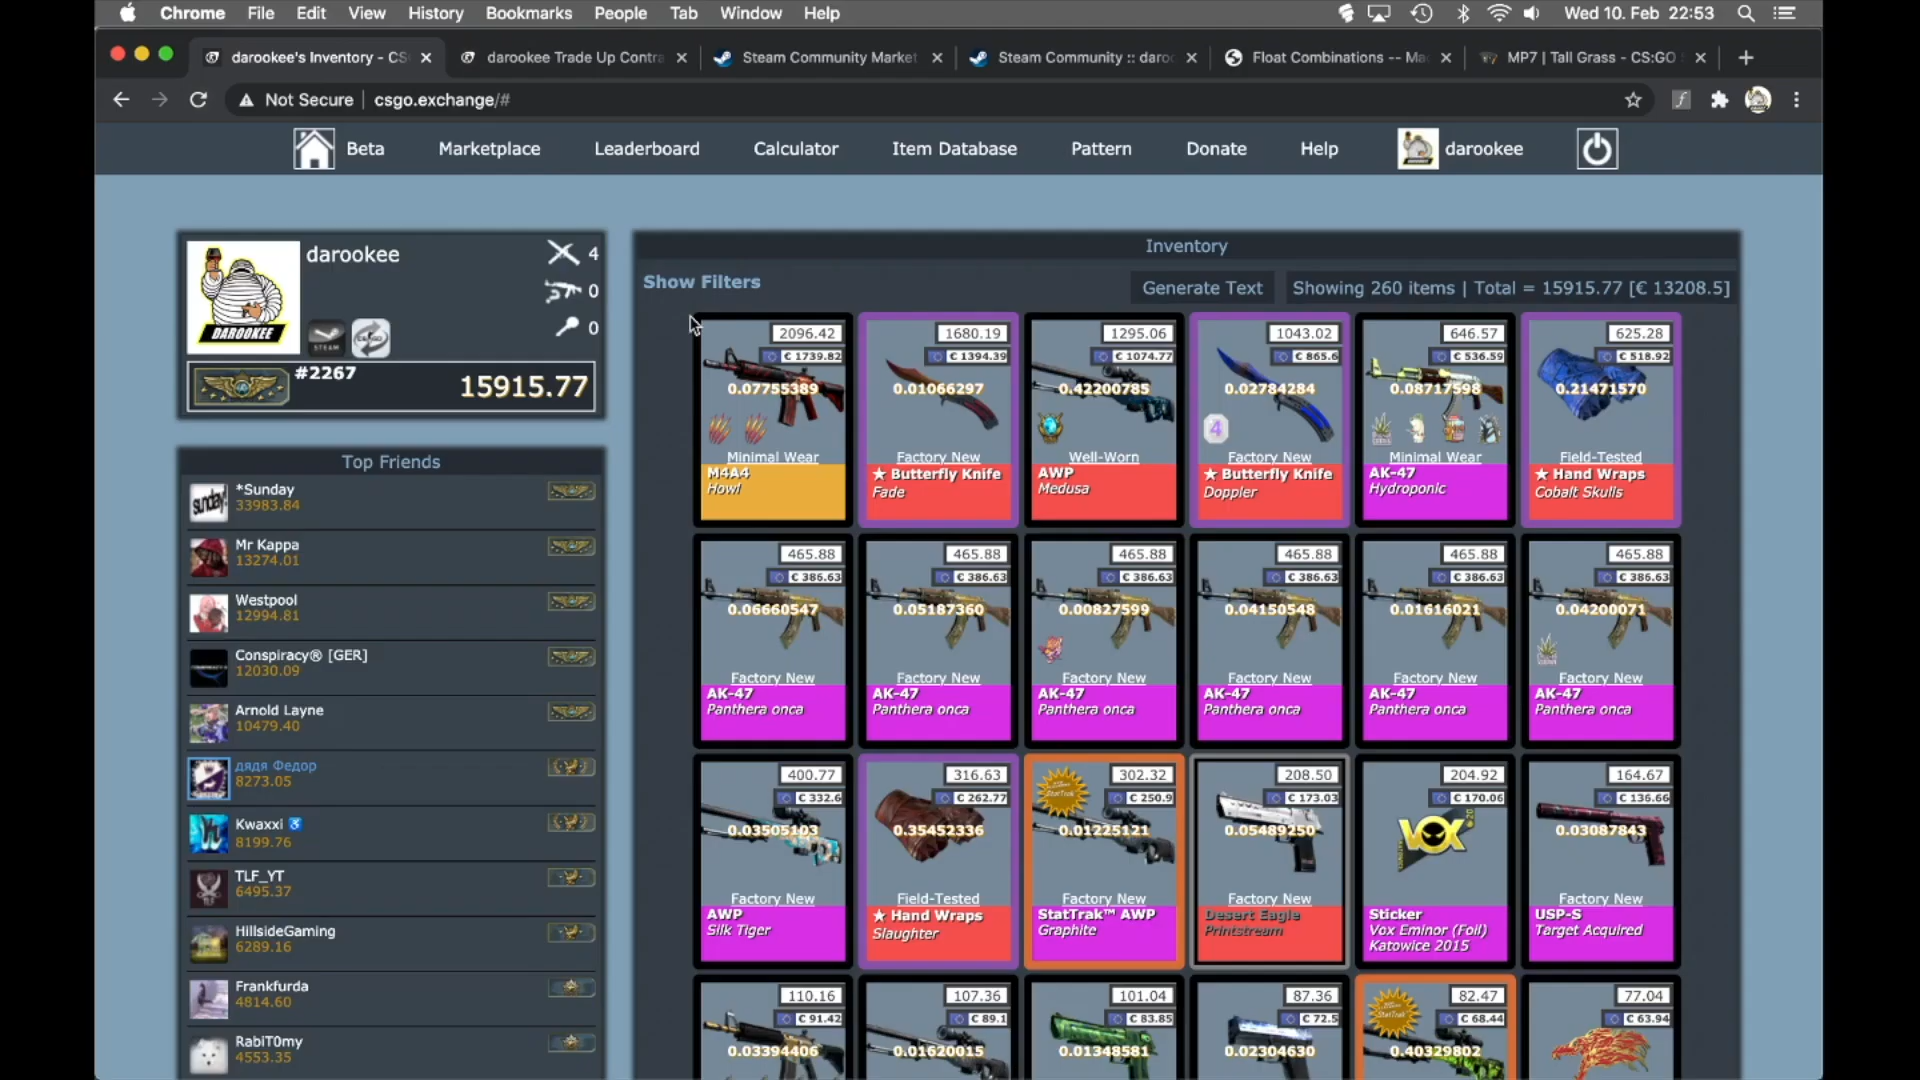 Chrome File Edit View History Bookmarks People Tab Window Help Wed 10. Feb 22:53
darookee's Inventory - CS darookee Trade Up Contra Steam Community Market Steam Community :: daro Float Combinations -- Ma MP7 | Tall Grass - CS:GO
Not Secure csgo.exchange/#
Beta Marketplace Leaderboard Calculator Item Database Pattern Donate Help darookee
darookee 4
0
0
DAROOKEE STEAM
#2267 15915.77
Top Friends
*Sunday
33983.84
Mr Kappa
13274.01
Westpool
12994.81
Conspiracy® [GER]
12030.09
Arnold Layne
10479.40
дядя Федор
8273.05
Kwaxxi
8199.76
TLF_YT
6495.37
HillsideGaming
6289.16
Frankfurda
4814.60
RabiT0my
4553.35
Inventory
Show Filters Generate Text Showing 260 items | Total = 15915.77 [€ 13208.5]
2096.42 1680.19 1295.06 1043.02 646.57 625.28
€ 1739.82 € 1394.39 € 1074.77 € 865.6 € 536.59 € 518.92
0.07755389 0.01066297 0.42200785 0.02784284 0.08717598 0.21471570
4
Minimal Wear Factory New Well-Worn Factory New Minimal Wear Field-Tested
M4A4 ★ Butterfly Knife AWP ★ Butterfly Knife AK-47 ★ Hand Wraps
Howl Fade Medusa Doppler Hydroponic Cobalt Skulls
465.88 465.88 465.88 465.88 465.88 465.88
€ 386.63 € 386.63 € 386.63 € 386.63 € 386.63 € 386.63
0.06660547 0.05187360 0.00827599 0.04150548 0.01616021 0.04200071
Factory New Factory New Factory New Factory New Factory New Factory New
AK-47 AK-47 AK-47 AK-47 AK-47 AK-47
Panthera onca Panthera onca Panthera onca Panthera onca Panthera onca Panthera onca
400.77 316.63 302.32 208.50 204.92 164.67
€ 332.6 € 262.77 € 250.9 € 173.03 € 170.06 € 136.66
0.03505103 0.35452336 0.01225121 0.05489250 VOX 0.03087843
Factory New Field-Tested Factory New Factory New Factory New
AWP ★ Hand Wraps StatTrak™ AWP Desert Eagle Sticker USP-S
Silk Tiger Slaughter Graphite Printstream Vox Eminor (Foil) Target Acquired
Katowice 2015
110.16 107.36 101.04 87.36 82.47 77.04
€ 91.42 € 89.1 € 83.85 € 72.5 € 68.44 € 63.94
0.03394406 0.01620015 0.01348581 0.02304630 0.40329802